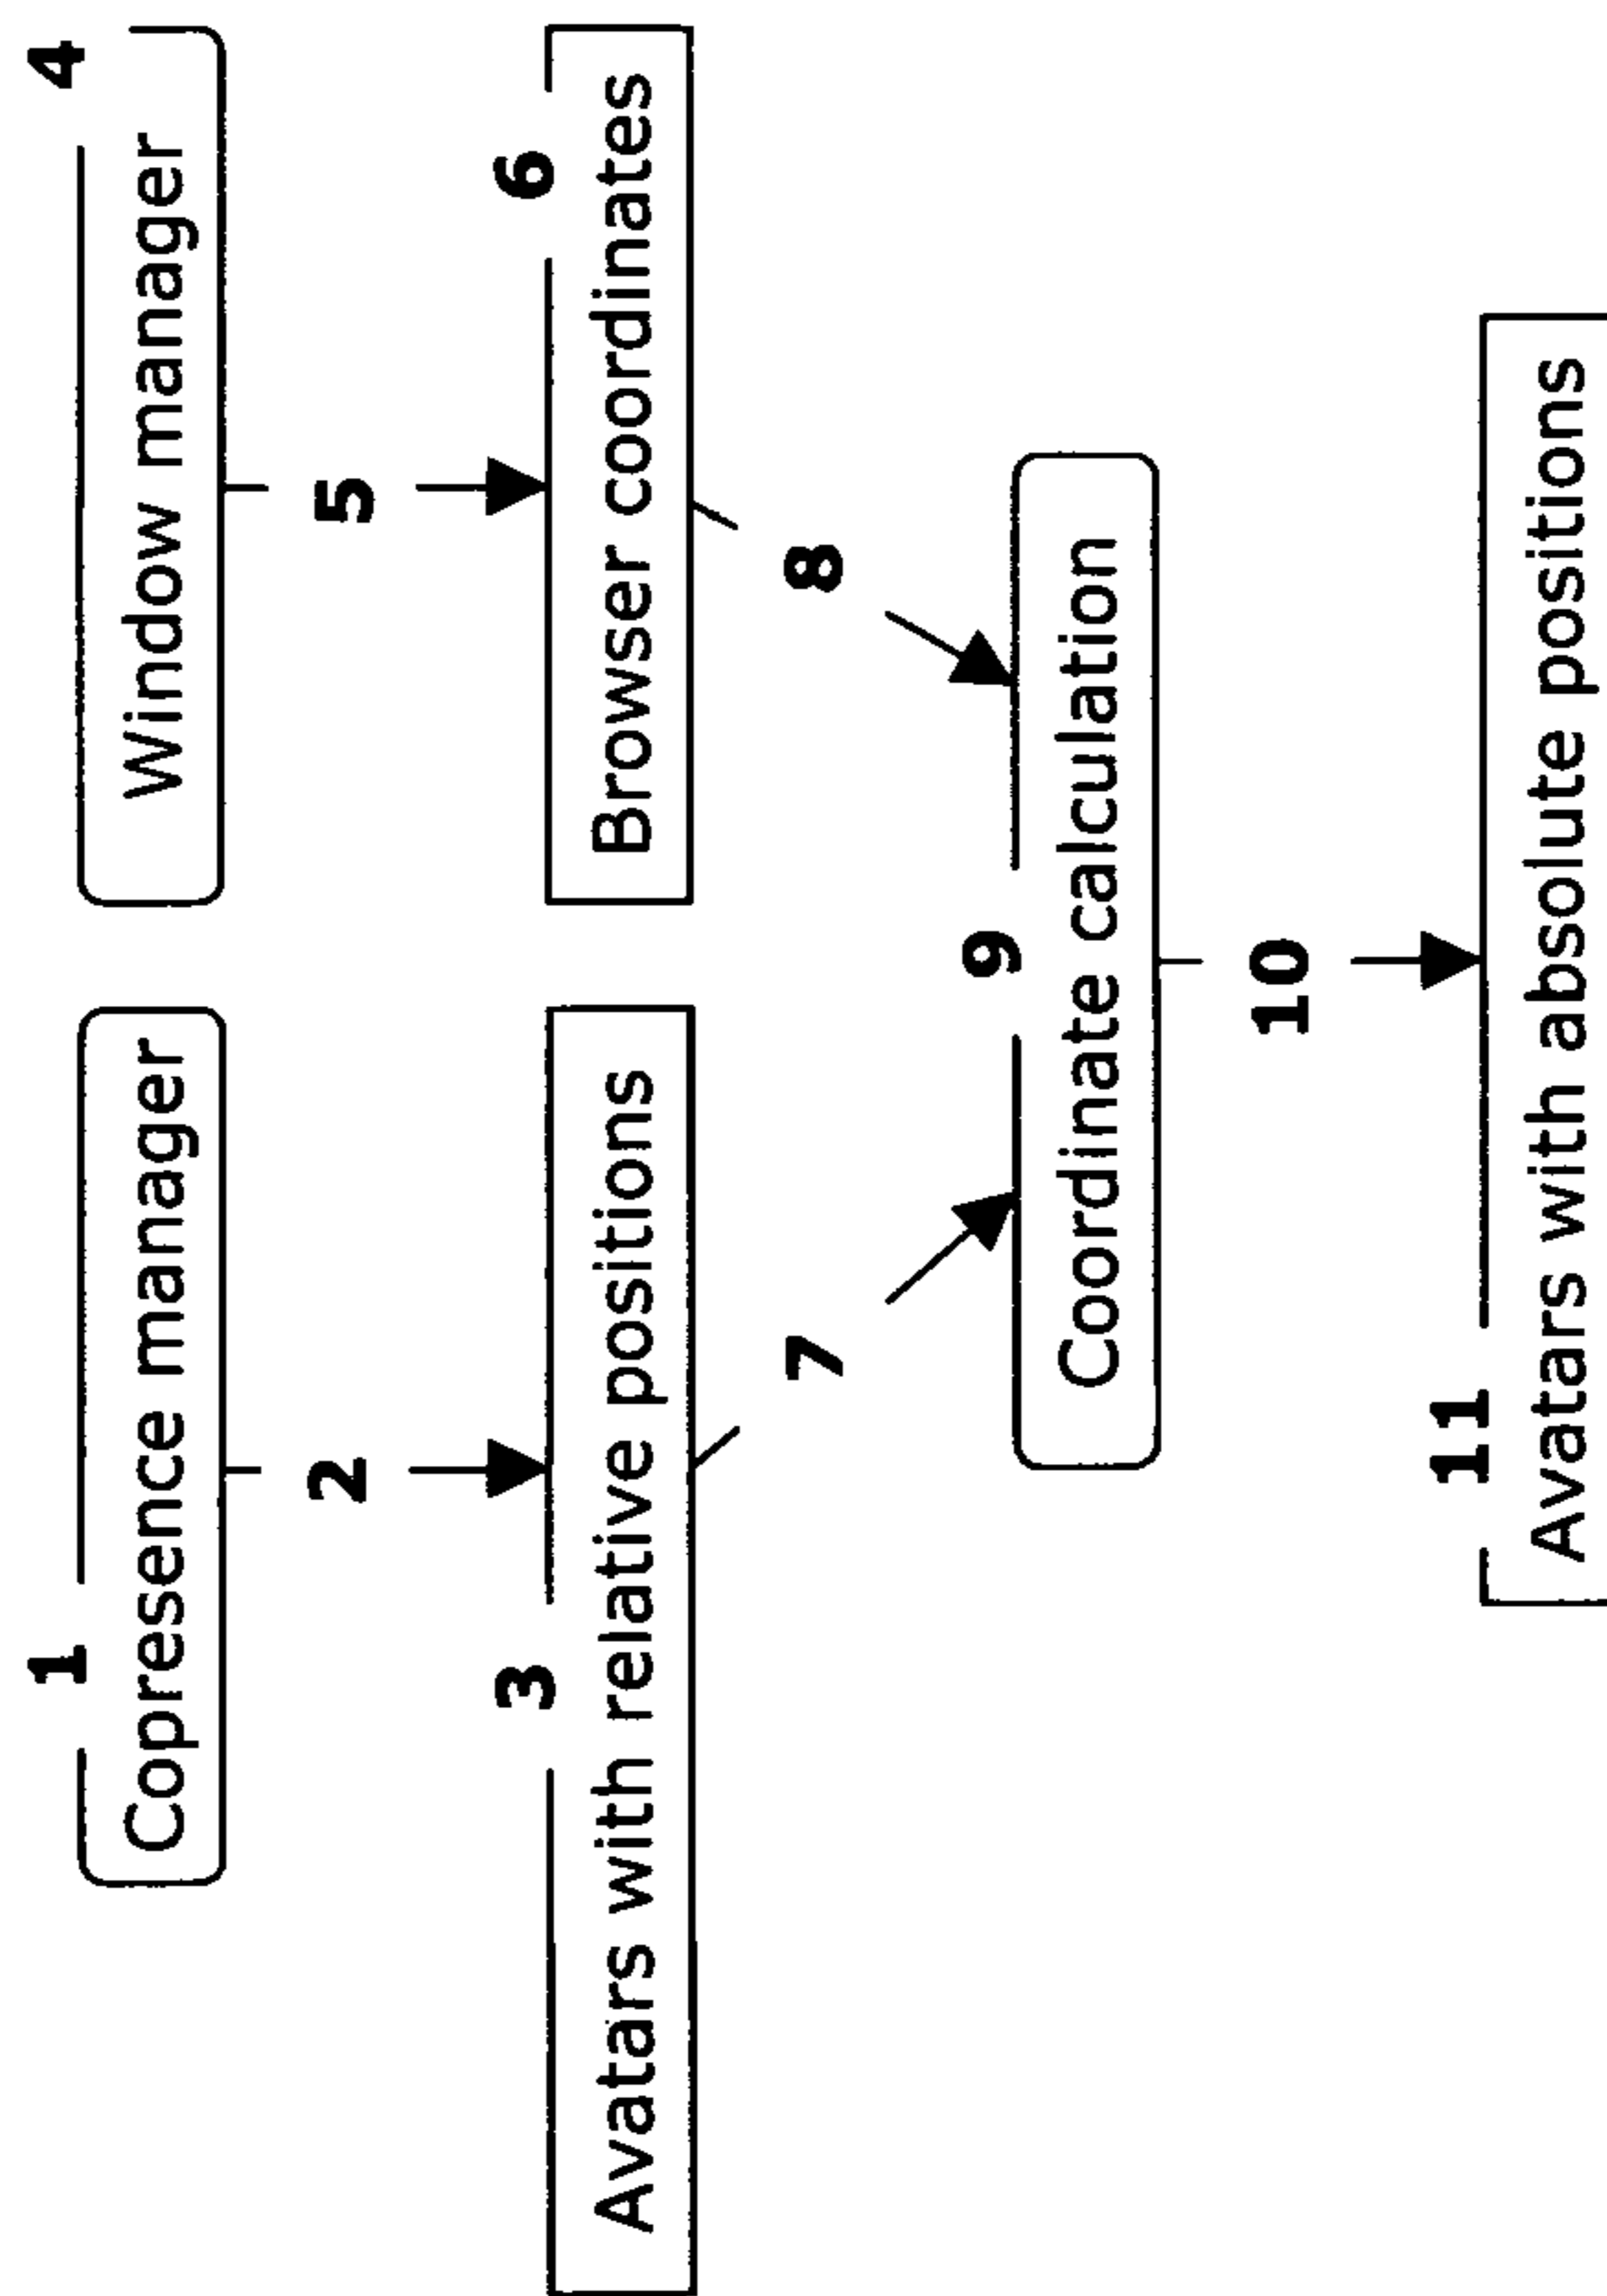 1
Copresence manager
4
Window manager
2
5
3
Avatars with relative positions
6
Browser coordinates
7
8
9
Coordinate calculation
10
11
Avatars with absolute positions